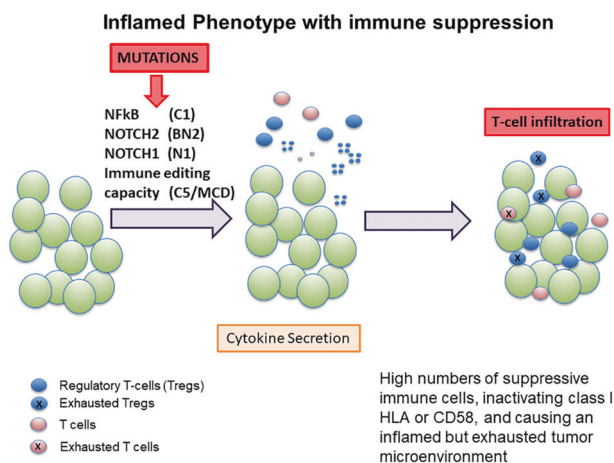 Inflamed Phenotype with immune suppression
MUTATIONS
NFkB (C1)
NOTCH2 (BN2)
NOTCH1 (N1)
Immune editing
capacity (C5/MCD)
T-cell infiltration
X
X
X
X
Cytokine Secretion
Regulatory T-cells (Tregs)
X Exhausted Tregs
T cells
X Exhausted T cells
High numbers of suppressive
immune cells, inactivating class I
HLA or CD58, and causing an
inflamed but exhausted tumor
microenvironment